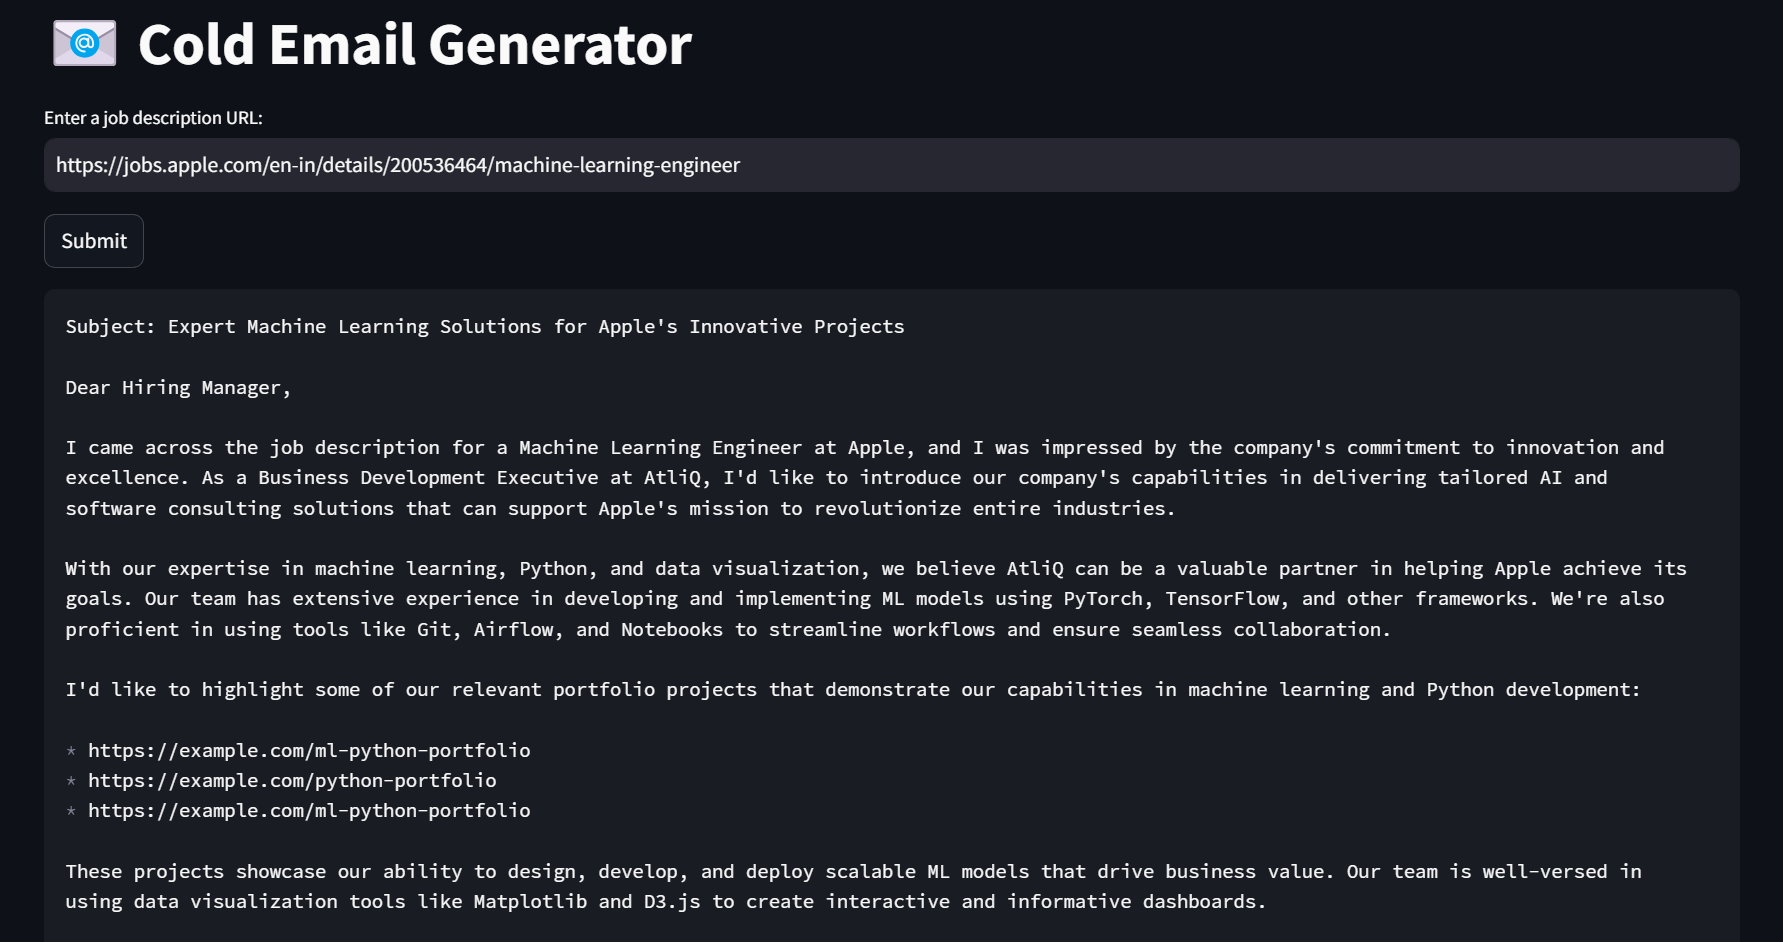 Cold Email Generator
Enter a job description URL:
https://jobs.apple.com/en-in/details/200536464/machine-learning-engineer
Submit
Subject: Expert Machine Learning Solutions for Apple's Innovative Projects
Dear Hiring Manager,
I came across the job description for a Machine Learning Engineer at Apple, and I was impressed by the company's commitment to innovation and
excellence. As a Business Development Executive at AtliQ, I'd like to introduce our company's capabilities in delivering tailored AI and
software consulting solutions that can support Apple's mission to revolutionize entire industries.
With our expertise in machine learning, Python, and data visualization, we believe AtliQ can be a valuable partner in helping Apple achieve its
goals. Our team has extensive experience in developing and implementing ML models using PyTorch, TensorFlow, and other frameworks. We're also
proficient in using tools like Git, Airflow, and Notebooks to streamline workflows and ensure seamless collaboration.
I'd like to highlight some of our relevant portfolio projects that demonstrate our capabilities in machine learning and Python development:
* https://example.com/ml-python-portfolio
* https://example.com/python-portfolio
* https://example.com/ml-python-portfolio
These projects showcase our ability to design, develop, and deploy scalable ML models that drive business value. Our team is well-versed in
using data visualization tools like Matplotlib and D3.js to create interactive and informative dashboards.